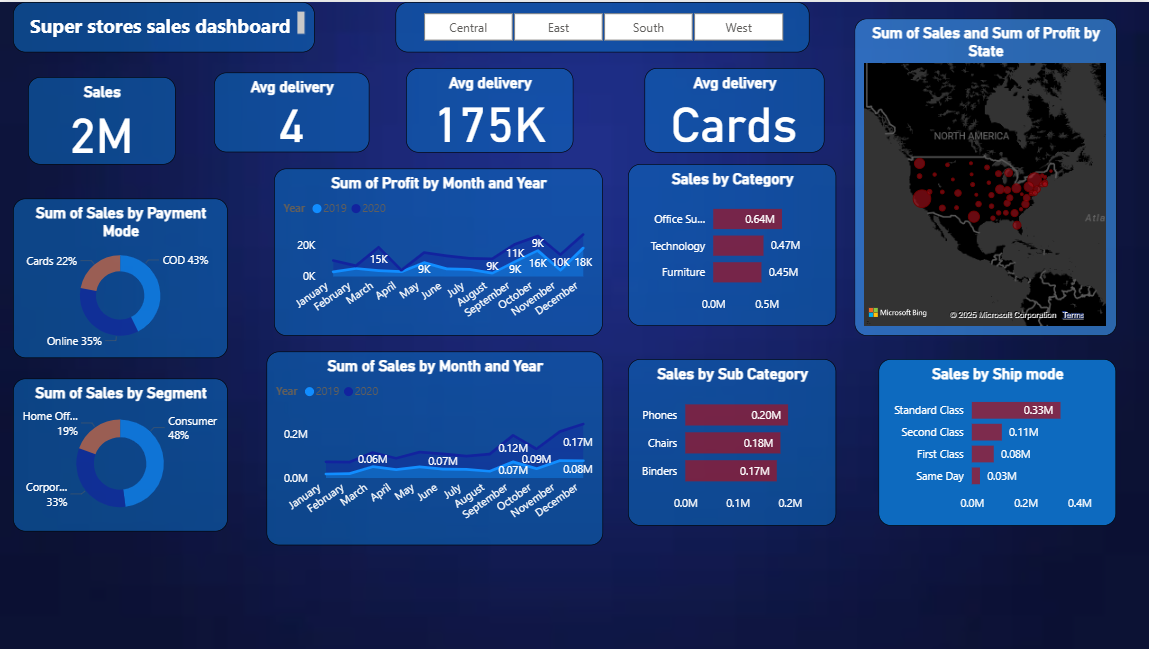 Super stores sales dashboard
Central
East
South
West
Sum of Sales and Sum of Profit by
State
NORTH AMERICA
Atla
Microsoft Bing
© 2025 Microsoft Corporation Terms
Sales
2M
Avg delivery
4
Avg delivery
175K
Avg delivery
Cards
Sum of Sales by Payment
Mode
Cards 22%
COD 43%
Online 35%
Sum of Profit by Month and Year
Year 2019 2020
20K
0K
15K
9K
9K
11K
9K
9K
16K
10K
18K
January
February
March
April
May
June
July
August
September
October
November
December
Sales by Category
Office Su...
0.64M
Technology
0.47M
Furniture
0.45M
0.0M
0.5M
Sum of Sales by Segment
Home Off...
19%
Consumer
48%
Corpor...
33%
Sum of Sales by Month and Year
Year 2019 2020
0.2M
0.0M
0.06M
0.07M
0.12M
0.07M
0.09M
0.17M
0.08M
January
February
March
April
May
June
July
August
September
October
November
December
Sales by Sub Category
Phones
0.20M
Chairs
0.18M
Binders
0.17M
0.0M
0.1M
0.2M
Sales by Ship mode
Standard Class
0.33M
Second Class
0.11M
First Class
0.08M
Same Day
0.03M
0.0M
0.2M
0.4M